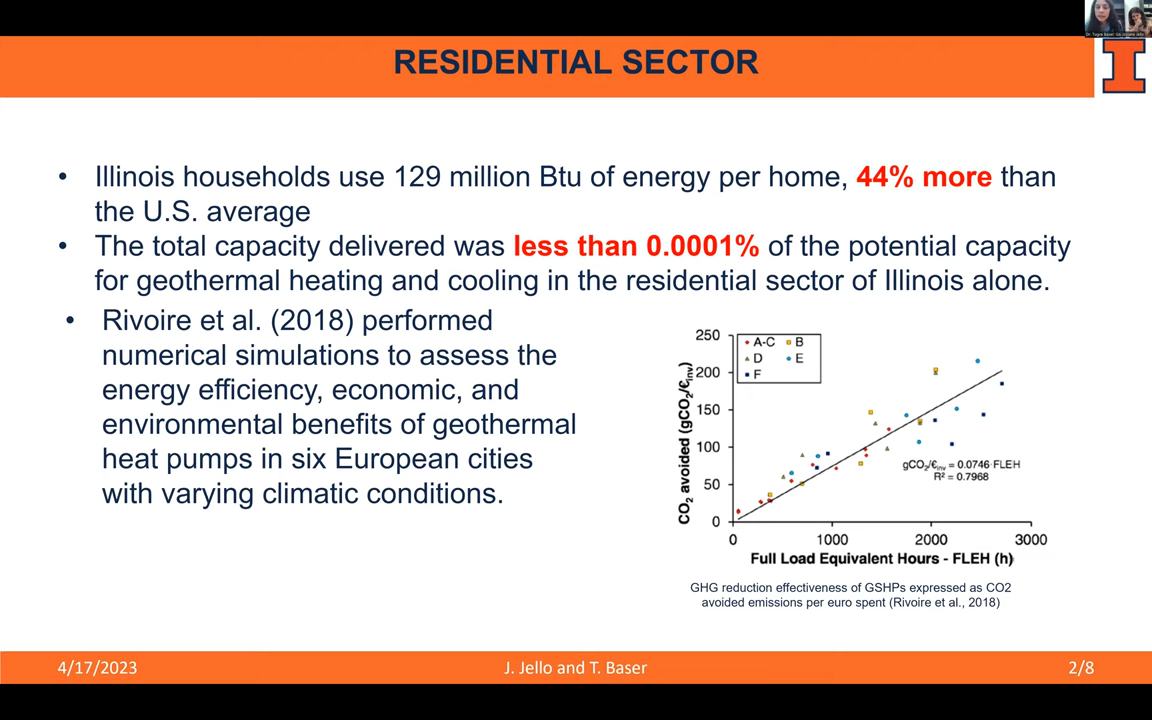 RESIDENTIAL SECTOR
• Illinois households use 129 million Btu of energy per home, 44% more than
the U.S. average
• The total capacity delivered was less than 0.0001% of the potential capacity
for geothermal heating and cooling in the residential sector of Illinois alone.
• Rivoire et al. (2018) performed
numerical simulations to assess the
energy efficiency, economic, and
environmental benefits of geothermal
heat pumps in six European cities
with varying climatic conditions.
CO2 avoided (gCO2/€inv)
250
200
150
100
50
0
A-C B
D E
F
gCO2/€inv = 0.0746·FLEH
R² = 0.7968
0 1000 2000 3000
Full Load Equivalent Hours - FLEH (h)
GHG reduction effectiveness of GSHPs expressed as CO2
avoided emissions per euro spent (Rivoire et al., 2018)
4/17/2023 J. Jello and T. Baser 2/8